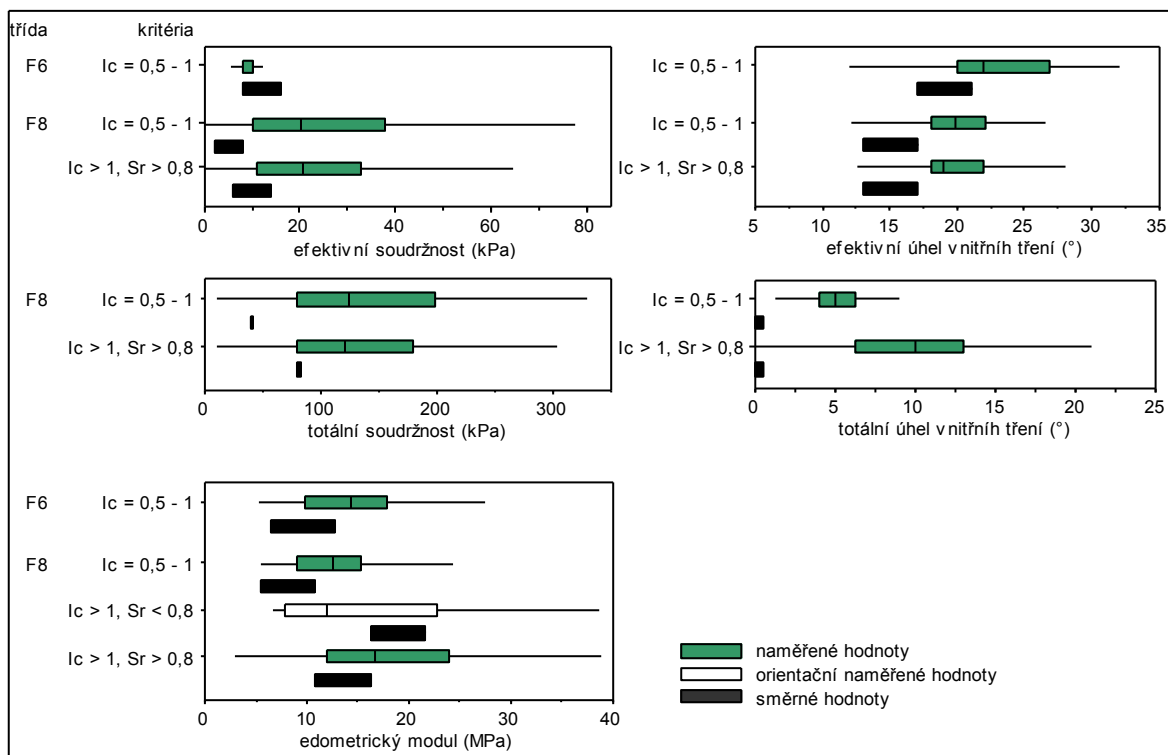 třída kritéria
F6 Ic = 0,5 - 1
F8 Ic = 0,5 - 1
Ic > 1, Sr > 0,8
0 20 40 60 80
efektivní soudržnost (kPa)
Ic = 0,5 - 1
Ic = 0,5 - 1
Ic > 1, Sr > 0,8
5 10 15 20 25 30 35
efektivní úhel vnitřních tření (°)
F8 Ic = 0,5 - 1
Ic > 1, Sr > 0,8
0 100 200 300
totální soudržnost (kPa)
Ic = 0,5 - 1
Ic > 1, Sr > 0,8
0 5 10 15 20 25
totální úhel vnitřních tření (°)
F6 Ic = 0,5 - 1
F8 Ic = 0,5 - 1
Ic > 1, Sr < 0,8
Ic > 1, Sr > 0,8
0 10 20 30 40
edometrický modul (MPa)
naměřené hodnoty
orientační naměřené hodnoty
směrné hodnoty